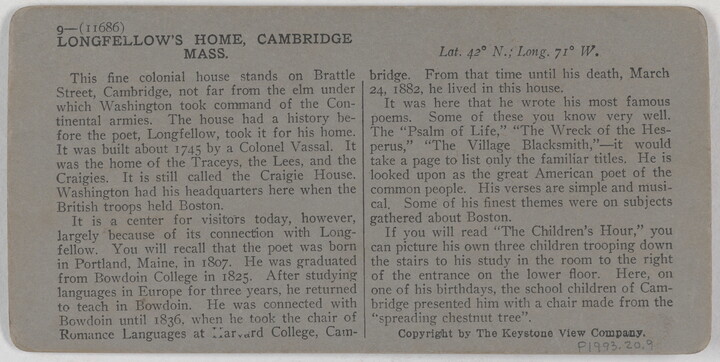 9—(11686)
LONGFELLOW'S HOME, CAMBRIDGE
MASS.
Lat. 42° N.; Long. 71° W.
This fine colonial house stands on Brattle
Street, Cambridge, not far from the elm under
which Washington took command of the Con-
tinental armies. The house had a history be-
fore the poet, Longfellow, took it for his home.
It was built about 1745 by a Colonel Vassal. It
was the home of the Traceys, the Lees, and the
Craigies. It is still called the Craigie House.
Washington had his headquarters here when the
British troops held Boston.
It is a center for visitors today, however,
largely because of its connection with Long-
fellow. You will recall that the poet was born
in Portland, Maine, in 1807. He was graduated
from Bowdoin College in 1825. After studying
languages in Europe for three years, he returned
to teach in Bowdoin. He was connected with
Bowdoin until 1836, when he took the chair of
Romance Languages at Harvard College, Cam-
bridge. From that time until his death, March
24, 1882, he lived in this house.
It was here that he wrote his most famous
poems. Some of these you know very well.
The "Psalm of Life," "The Wreck of the Hes-
perus," "The Village Blacksmith,"—it would
take a page to list only the familiar titles. He is
looked upon as the great American poet of the
common people. His verses are simple and musi-
cal. Some of his finest themes were on subjects
gathered about Boston.
If you will read "The Children's Hour," you
can picture his own three children trooping down
the stairs to his study in the room to the right
of the entrance on the lower floor. Here, on
one of his birthdays, the school children of Cam-
bridge presented him with a chair made from the
"spreading chestnut tree".
Copyright by The Keystone View Company.
P1993.20.9